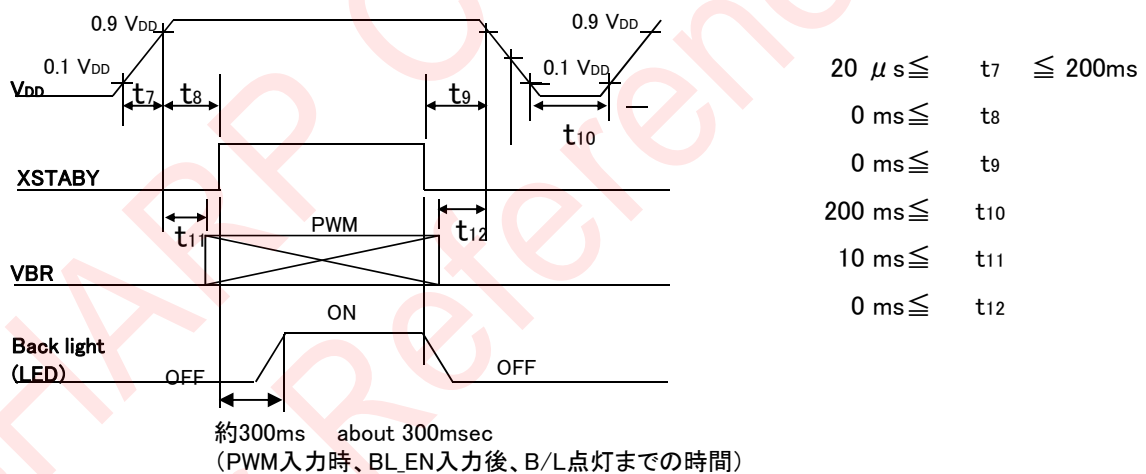 0.9 VDD
0.9 VDD
0.1 VDD
0.1 VDD
VDD
t7
t8
t9
t10
XSTABY
t11
PWM
t12
VBR
ON
Back light
(LED)
OFF
OFF
約300ms about 300msec
(PWM入力時、BL_EN入力後、B/L点灯までの時間)
20 μs≦ t7 ≦ 200ms
0 ms≦ t8
0 ms≦ t9
200 ms≦ t10
10 ms≦ t11
0 ms≦ t12